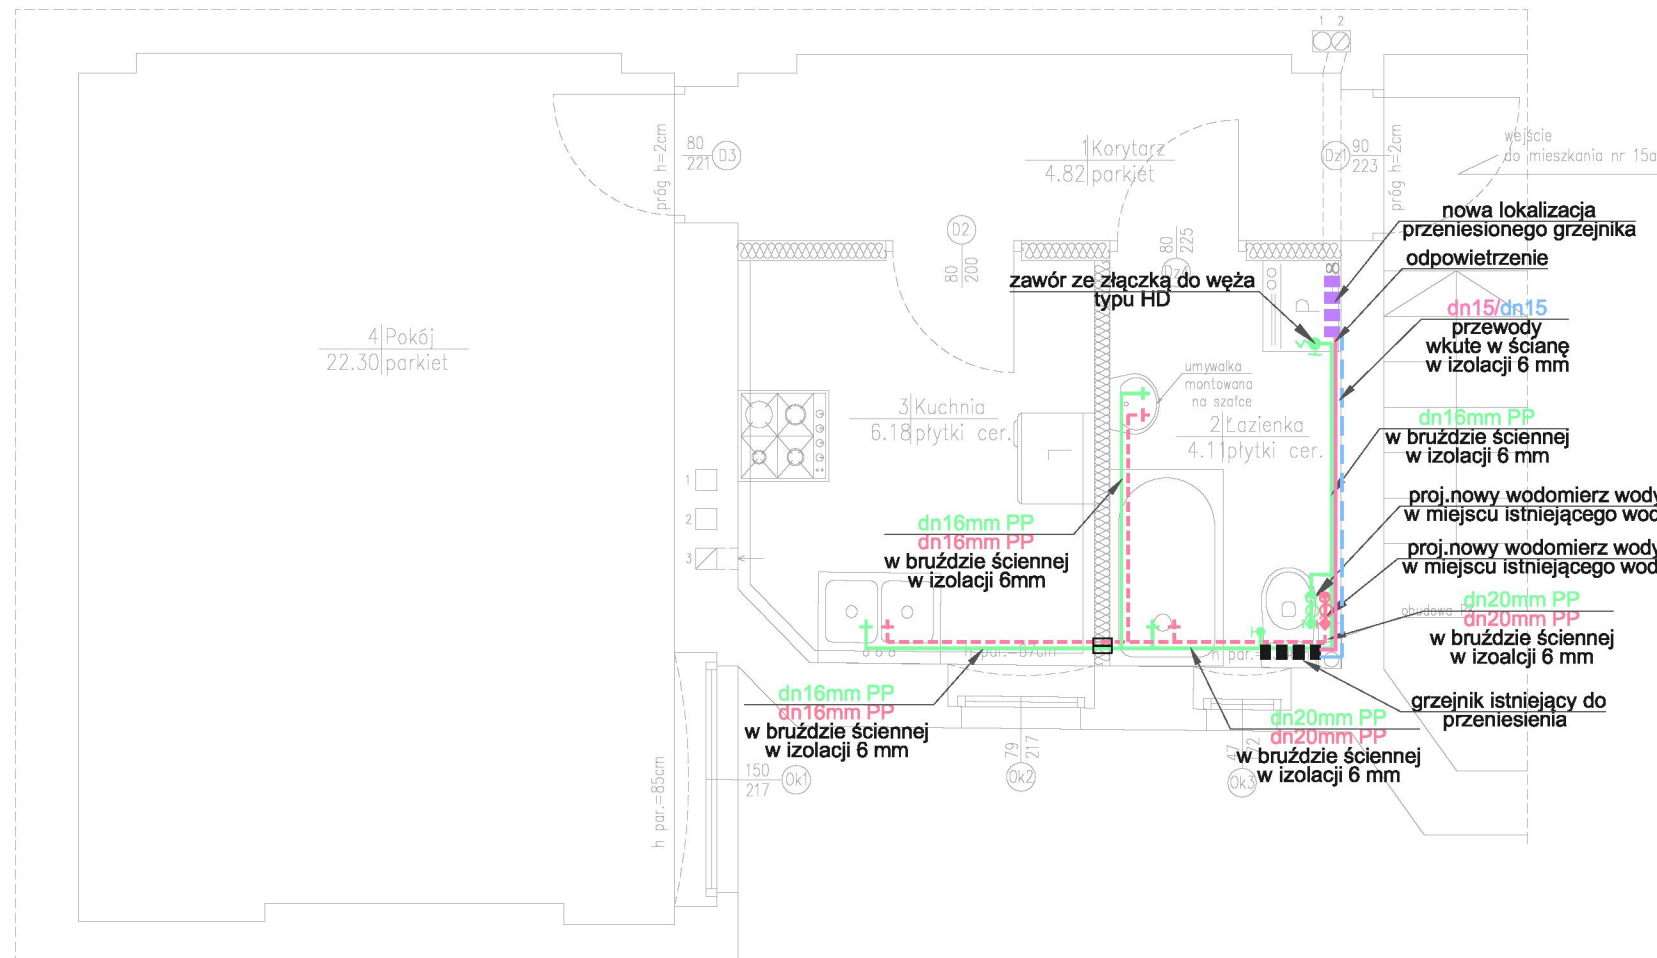 1 2
80
221
D3
próg h=2cm
1 Korytarz
4.82 parkiet
Dz1
90
223
próg h=2cm
wejście
do mieszkania nr 15a
nowa lokalizacja
przeniesionego grzejnika
D2
80
200
80
225
odpowietrzenie
zawór ze złączką do węża
typu HD
8
P
dn15/dn15
przewody
wkute w ścianę
w izolacji 6 mm
4 Pokój
22.30 parkiet
umywalka
montowana
na szafce
3 Kuchnia
6.18 płytki cer.
2 Łazienka
4.11 płytki cer.
dn16mm PP
w bruździe ściennej
w izolacji 6 mm
1
2
3
dn16mm PP
dn16mm PP
w bruździe ściennej
w izolacji 6mm
proj.nowy wodomierz wody
w miejscu istniejącego wod
proj.nowy wodomierz wody
w miejscu istniejącego wod
obudowa
dn20mm PP
dn20mm PP
w bruździe ściennej
w izoalcji 6 mm
h par.=87cm
h par.=
dn16mm PP
dn16mm PP
w bruździe ściennej
w izolacji 6 mm
grzejnik istniejący do
przeniesienia
dn20mm PP
dn20mm PP
w bruździe ściennej
w izolacji 6 mm
150
217
Ok1
79
217
Ok2
47
Ok3
h par.=85cm